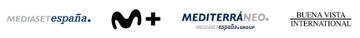 MEDIASETespaña.
M+
MEDITERRÁNEO.
MEDIASETespaña.GROUP
BUENA VISTA
INTERNATIONAL